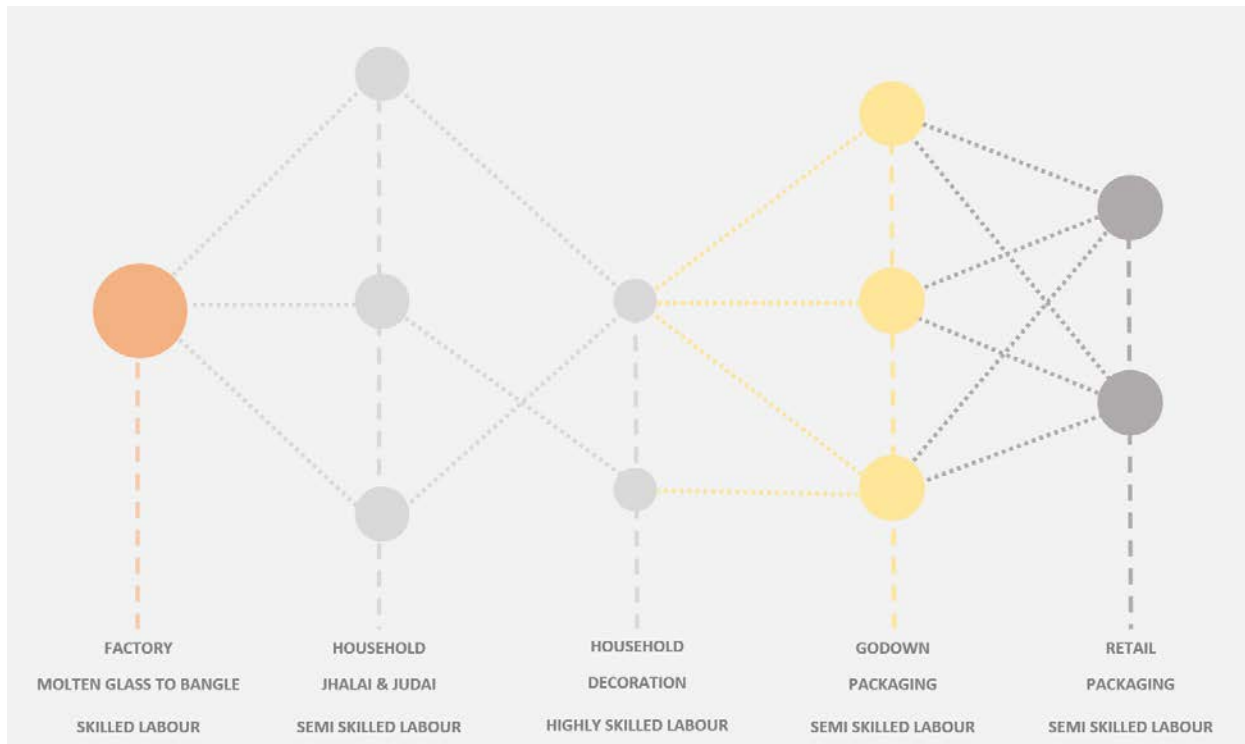 FACTORY
HOUSEHOLD
HOUSEHOLD
GODOWN
RETAIL
MOLTEN GLASS TO BANGLE
JHALAI & JUDAI
DECORATION
PACKAGING
PACKAGING
SKILLED LABOUR
SEMI SKILLED LABOUR
HIGHLY SKILLED LABOUR
SEMI SKILLED LABOUR
SEMI SKILLED LABOUR